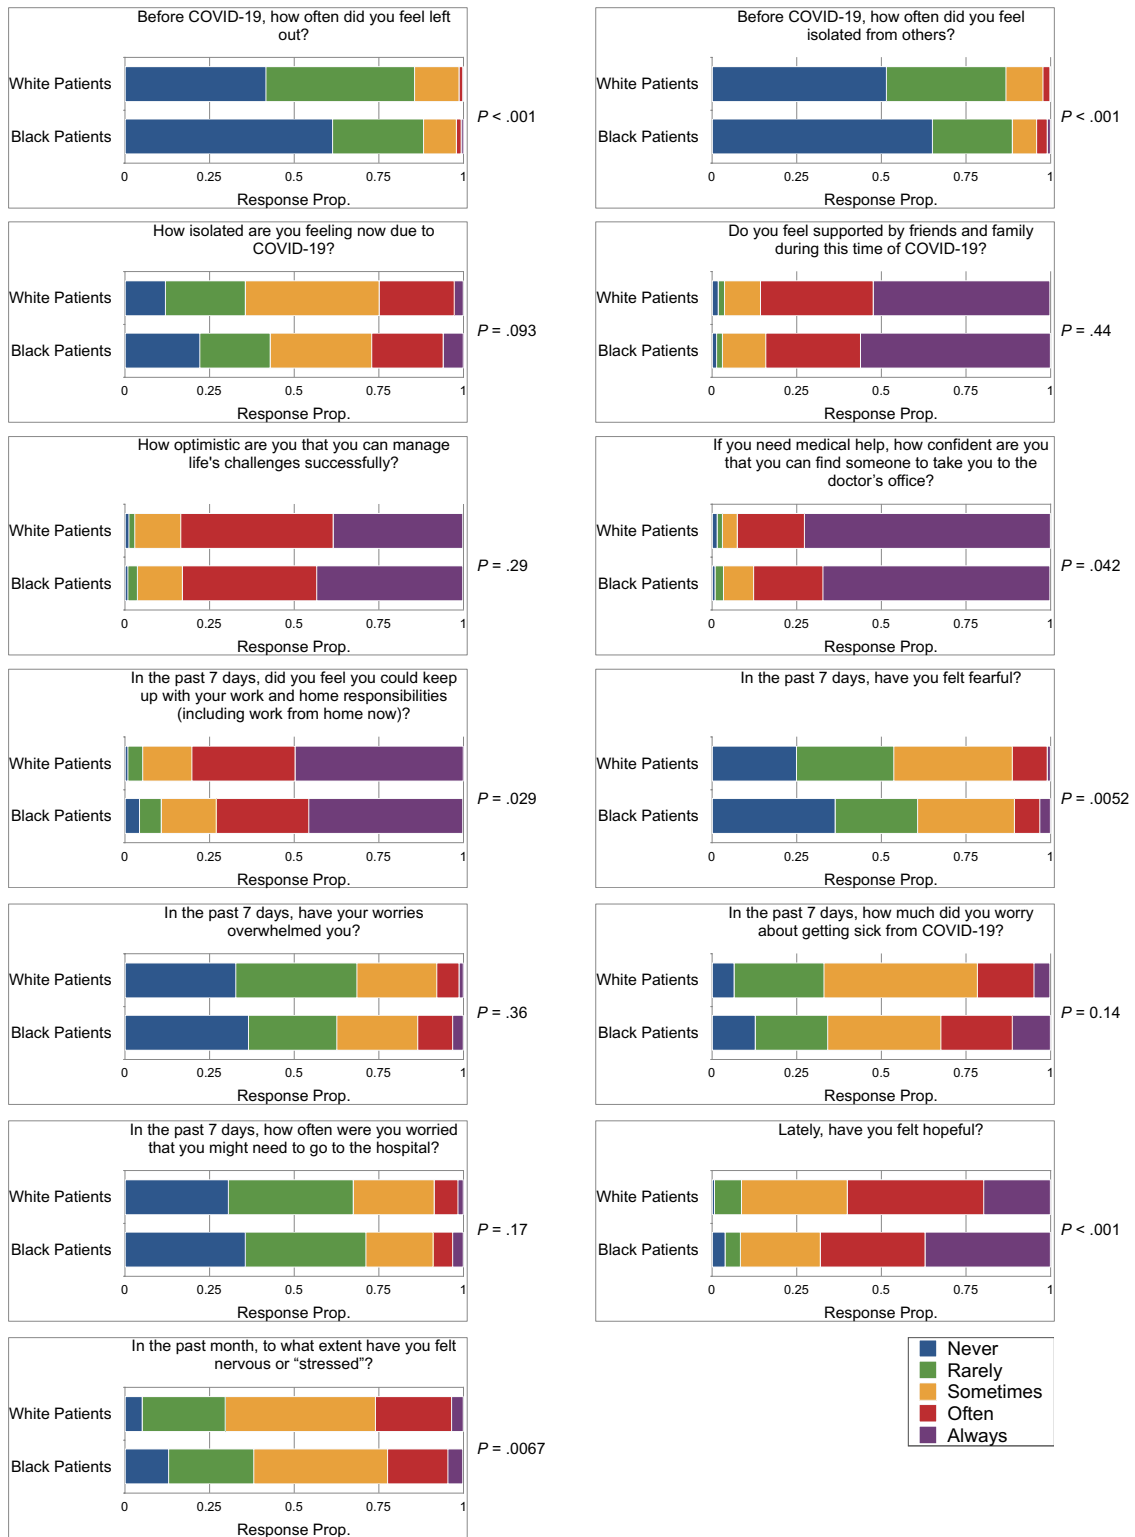 Before COVID-19, how often did you feel left
out?
White Patients
Black Patients
P < .001
0 0.25 0.5 0.75 1
Response Prop.
Before COVID-19, how often did you feel
isolated from others?
White Patients
Black Patients
P < .001
0 0.25 0.5 0.75 1
Response Prop.
How isolated are you feeling now due to
COVID-19?
White Patients
Black Patients
P = .093
0 0.25 0.5 0.75 1
Response Prop.
Do you feel supported by friends and family
during this time of COVID-19?
White Patients
Black Patients
P = .44
0 0.25 0.5 0.75 1
Response Prop.
How optimistic are you that you can manage
life's challenges successfully?
White Patients
Black Patients
P = .29
0 0.25 0.5 0.75 1
Response Prop.
If you need medical help, how confident are you
that you can find someone to take you to the
doctor’s office?
White Patients
Black Patients
P = .042
0 0.25 0.5 0.75 1
Response Prop.
In the past 7 days, did you feel you could keep
up with your work and home responsibilities
(including work from home now)?
White Patients
Black Patients
P = .029
0 0.25 0.5 0.75 1
Response Prop.
In the past 7 days, have you felt fearful?
White Patients
Black Patients
P = .0052
0 0.25 0.5 0.75 1
Response Prop.
In the past 7 days, have your worries
overwhelmed you?
White Patients
Black Patients
P = .36
0 0.25 0.5 0.75 1
Response Prop.
In the past 7 days, how much did you worry
about getting sick from COVID-19?
White Patients
Black Patients
P = 0.14
0 0.25 0.5 0.75 1
Response Prop.
In the past 7 days, how often were you worried
that you might need to go to the hospital?
White Patients
Black Patients
P = .17
0 0.25 0.5 0.75 1
Response Prop.
Lately, have you felt hopeful?
White Patients
Black Patients
P < .001
0 0.25 0.5 0.75 1
Response Prop.
In the past month, to what extent have you felt
nervous or “stressed”?
White Patients
Black Patients
P = .0067
0 0.25 0.5 0.75 1
Response Prop.
Never
Rarely
Sometimes
Often
Always